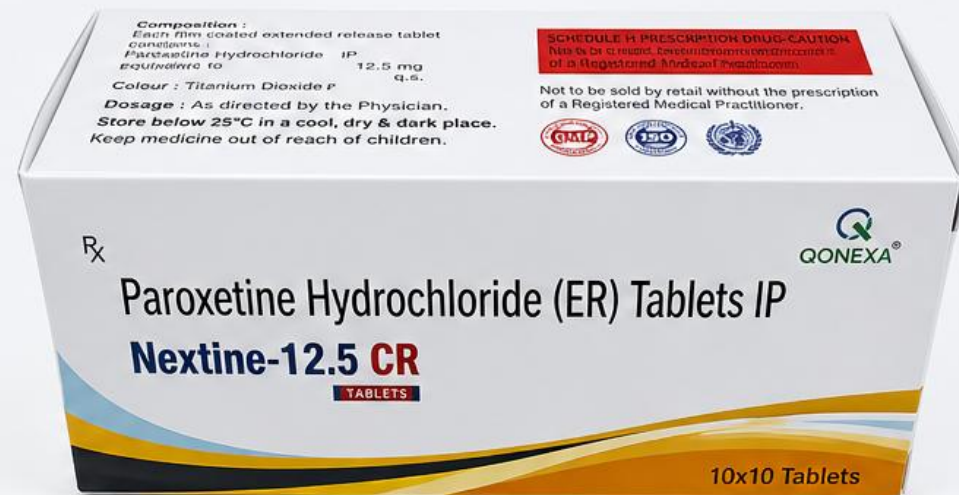 Composition :
Each film coated extended release tablet
Hydrochloride IP
12.5 mg
q.s.
Colour : Titanium Dioxide
Dosage : As directed by the Physician.
Store below 25°C in a cool, dry & dark place.
Keep medicine out of reach of children.
SCHEDULE H PRESCRIPTION DRUG-CAUTION
of a Registered
Not to be sold by retail without the prescription
of a Registered Medical Practitioner.
GMP
ISO
Rx
QONEXA®
Paroxetine Hydrochloride (ER) Tablets IP
Nextine-12.5 CR
TABLETS
10x10 Tablets